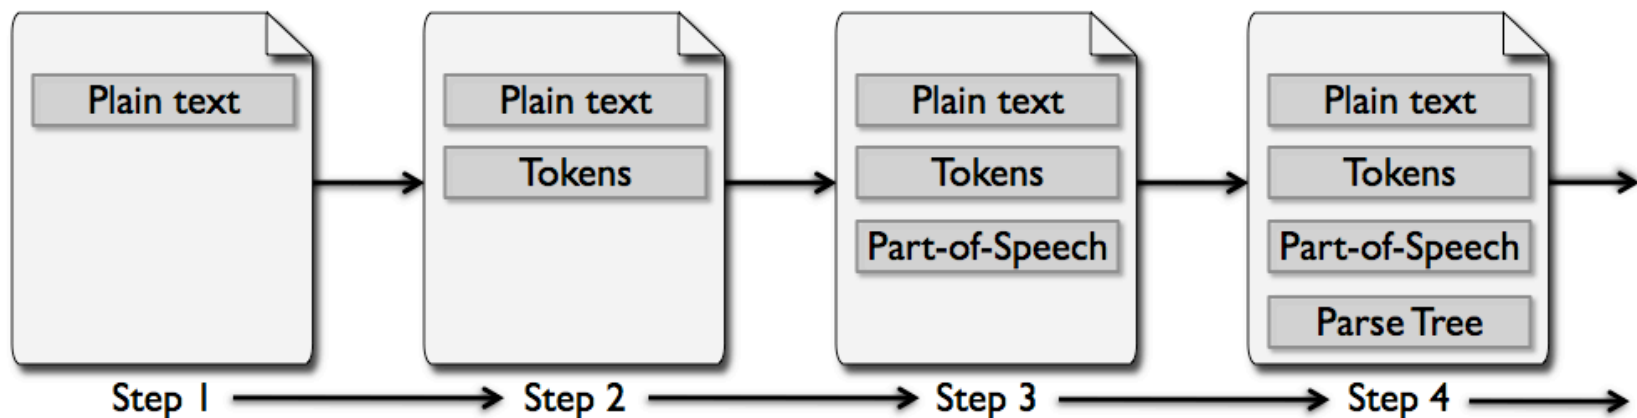 Plain text
Plain text
Tokens
Plain text
Tokens
Part-of-Speech
Plain text
Tokens
Part-of-Speech
Parse Tree
Step 1
Step 2
Step 3
Step 4